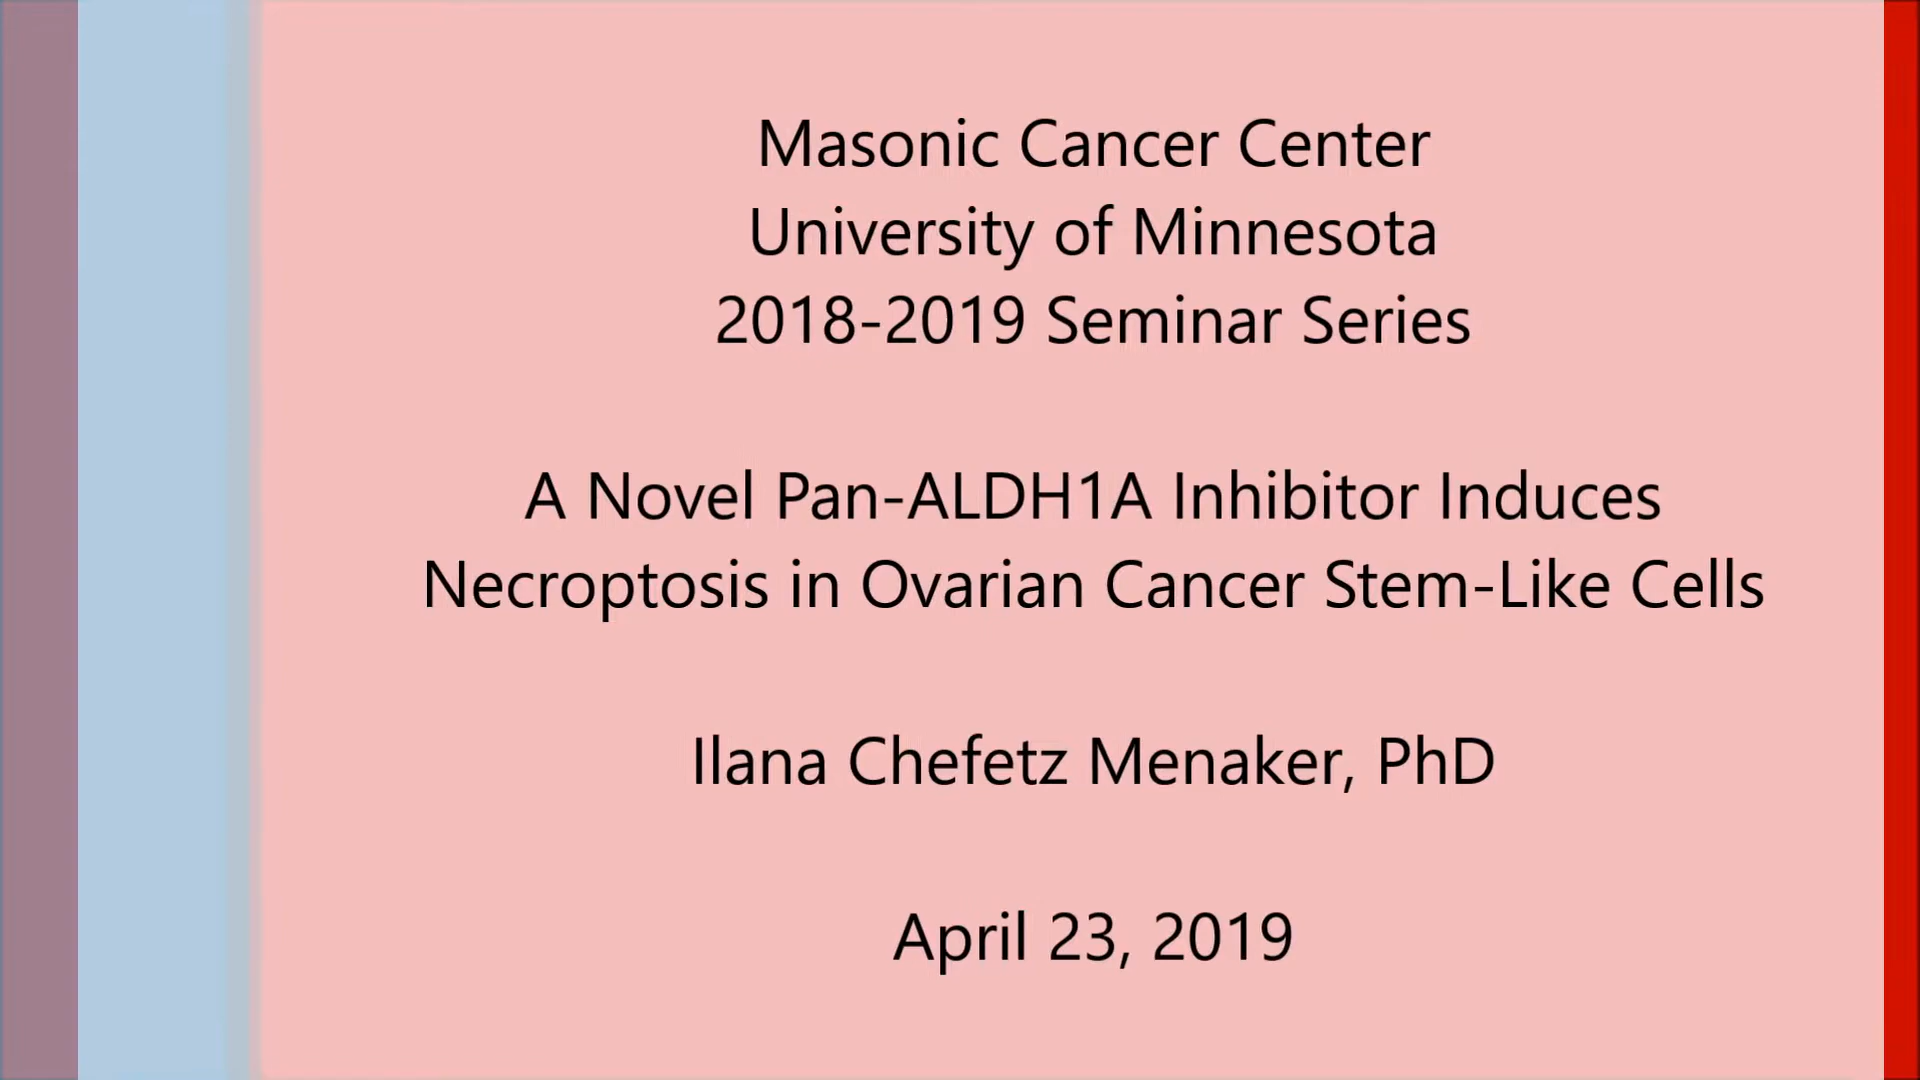 Masonic Cancer Center
University of Minnesota
2018-2019 Seminar Series
A Novel Pan-ALDH1A Inhibitor Induces
Necroptosis in Ovarian Cancer Stem-Like Cells
Ilana Chefetz Menaker, PhD
April 23, 2019